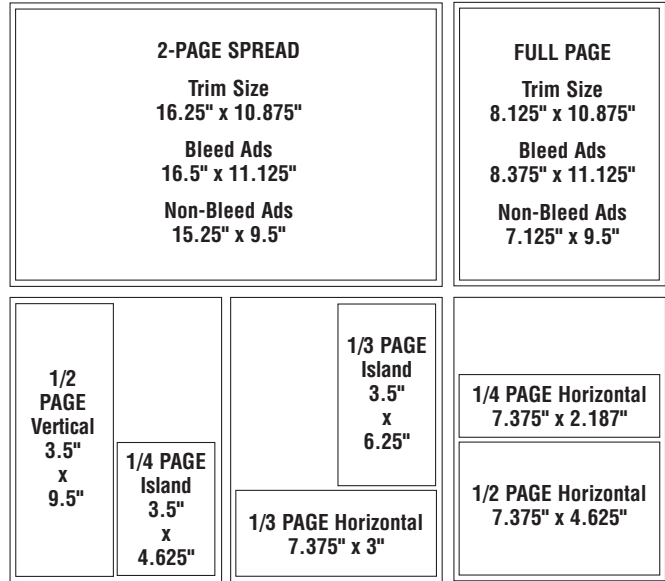 2-PAGE SPREAD
Trim Size
16.25" x 10.875"
Bleed Ads
16.5" x 11.125"
Non-Bleed Ads
15.25" x 9.5"
FULL PAGE
Trim Size
8.125" x 10.875"
Bleed Ads
8.375" x 11.125"
Non-Bleed Ads
7.125" x 9.5"
1/2
PAGE
Vertical
3.5"
x
9.5"
1/4 PAGE
Island
3.5"
x
4.625"
1/3 PAGE
Island
3.5"
x
6.25"
1/3 PAGE Horizontal
7.375" x 3"
1/4 PAGE Horizontal
7.375" x 2.187"
1/2 PAGE Horizontal
7.375" x 4.625"